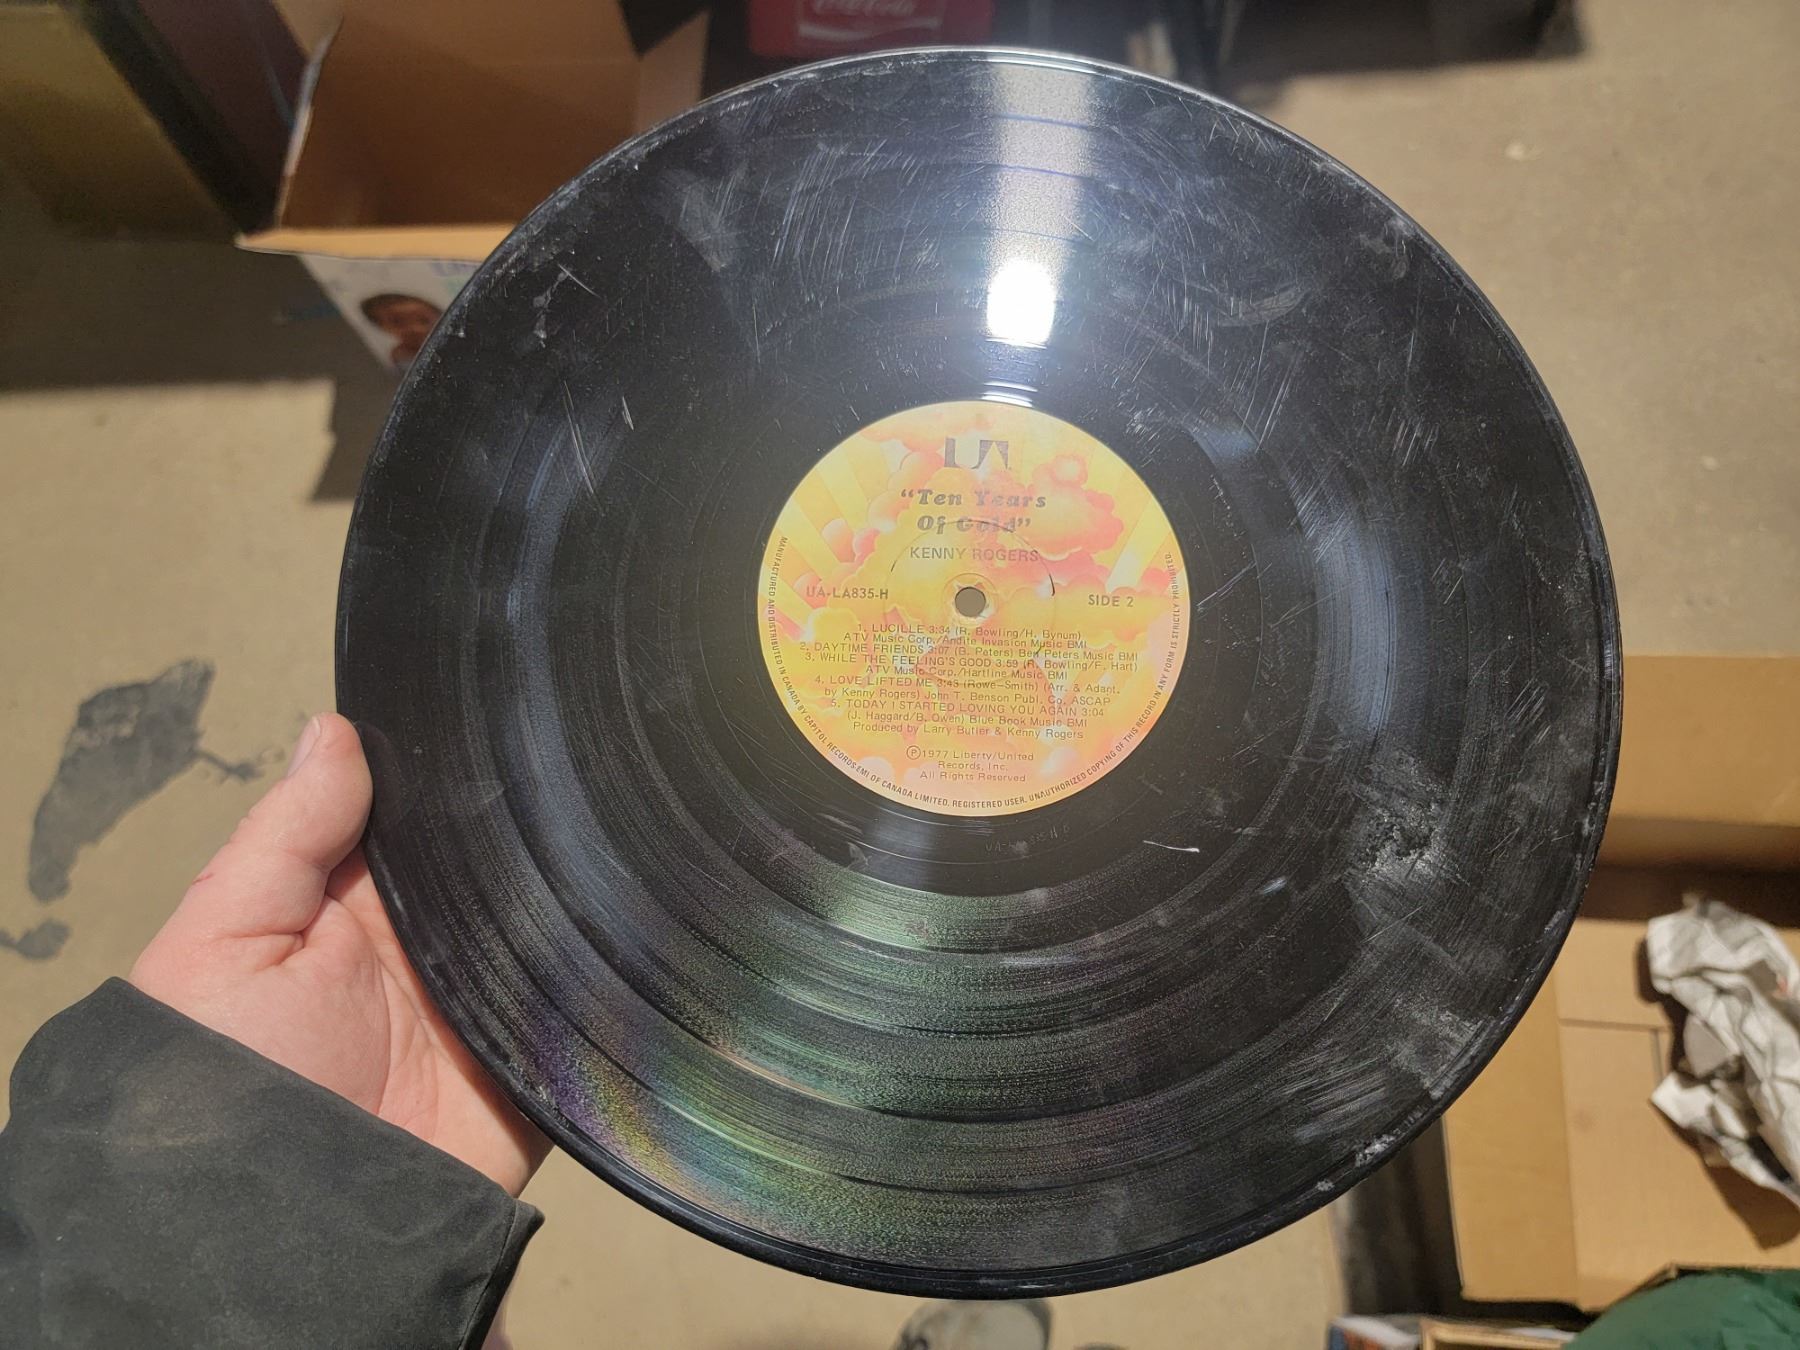 Coca-Cola
UA
"Ten Years
Of Gold"
KENNY ROGERS
UA-LA835-H
SIDE 2
1. LUCILLE 3:34 (R. Bowling/H. Bynum)
ATV Music Corp./Andite Invasion Music BMI
2. DAYTIME FRIENDS 3:07 (B. Peters) Ben Peters Music BMI
3. WHILE THE FEELING'S GOOD 3:59 (R. Bowling/F. Hart)
ATV Music Corp./Hartline Music BMI
4. LOVE LIFTED ME 3:43 (Rowe-Smith) (Arr. & Adapt.
by Kenny Rogers) John T. Benson Publ. Co. ASCAP
5. TODAY I STARTED LOVING YOU AGAIN 3:04
(J. Haggard/B. Owen) Blue Book Music BMI
Produced by Larry Butler & Kenny Rogers
Ⓟ1977 Liberty/United
Records, Inc.
All Rights Reserved
MANUFACTURED AND DISTRIBUTED IN CANADA BY CAPITOL RECORDS-EMI OF CANADA LIMITED. REGISTERED USER. UNAUTHORIZED COPYING OF THIS RECORD IN ANY FORM IS STRICTLY PROHIBITED.